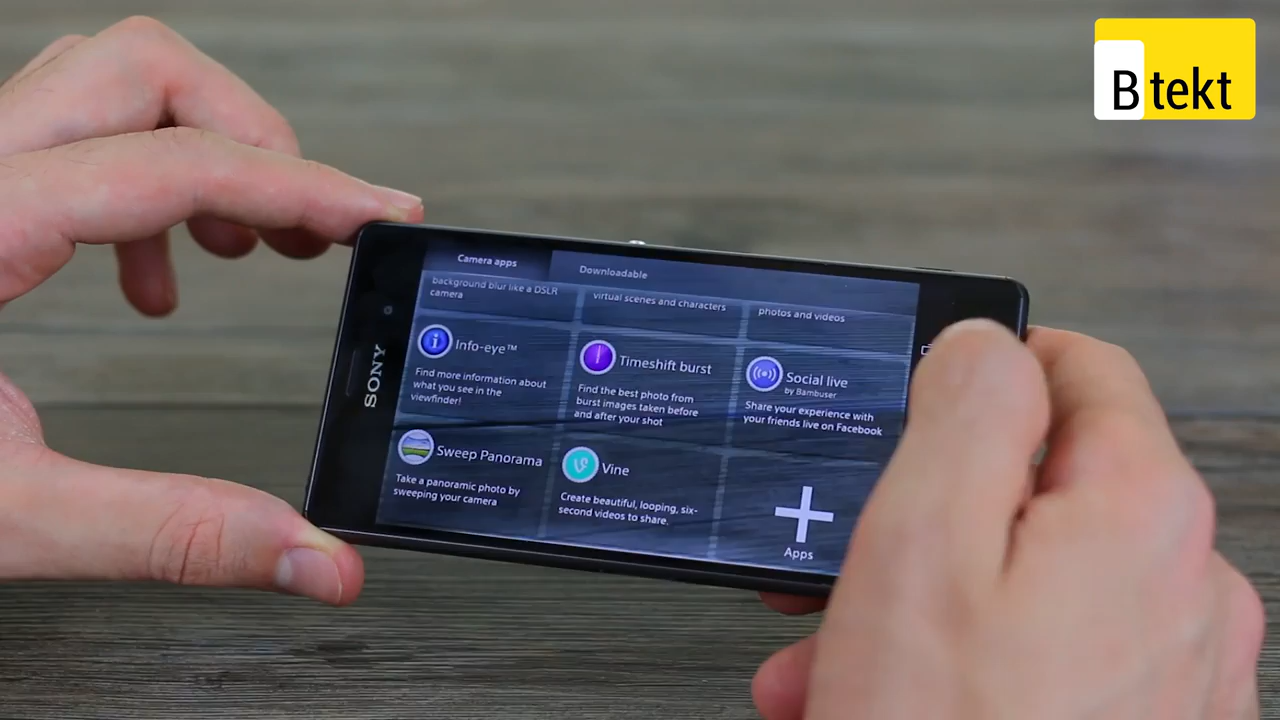 Btekt
SONY
Camera apps
Downloadable
background blur like a DSLR
camera
virtual scenes and characters
photos and videos
Info-eye™
Find more information about
what you see in the
viewfinder!
Timeshift burst
Find the best photo from
burst images taken before
and after your shot
Social live
by Bambuser
Share your experience with
your friends live on Facebook
Sweep Panorama
Take a panoramic photo by
sweeping your camera
Vine
Create beautiful, looping, six-
second videos to share.
Apps